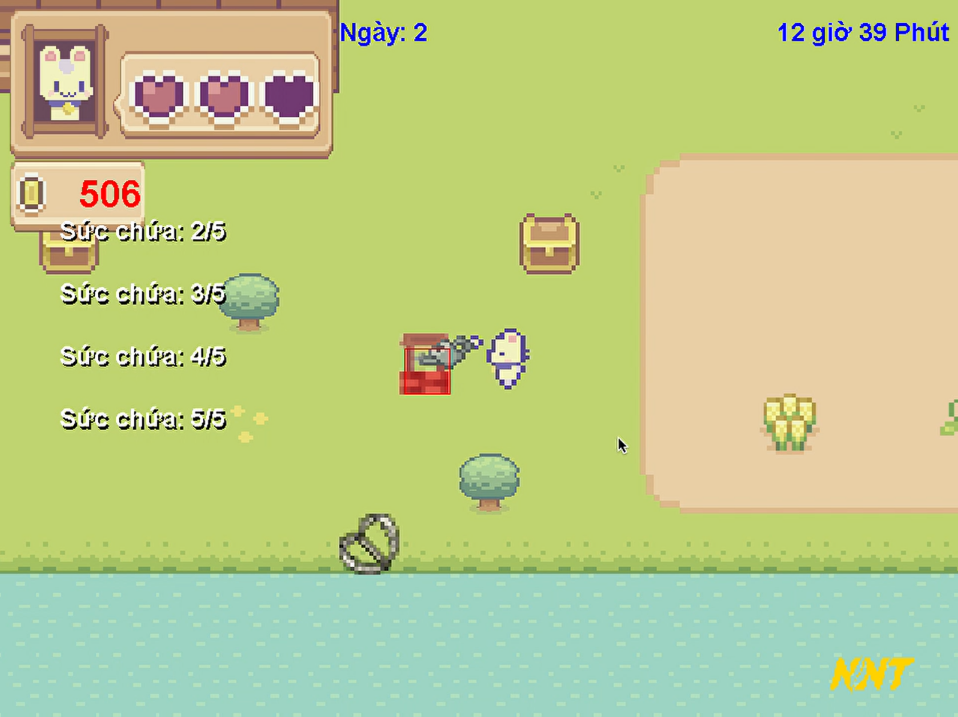 Ngày: 2
12 giờ 39 Phút
506
Sức chứa: 2/5
Sức chứa: 3/5
Sức chứa: 4/5
Sức chứa: 5/5
NNT